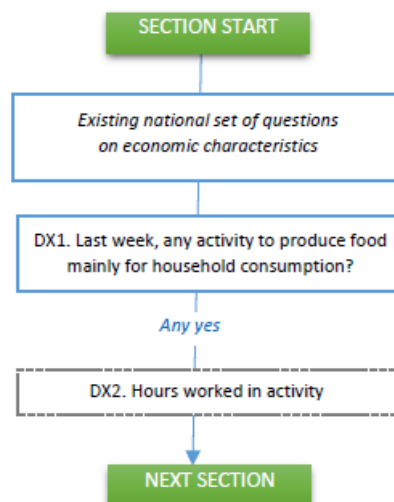 SECTION START
Existing national set of questions
on economic characteristics
DX1. Last week, any activity to produce food
mainly for household consumption?
Any yes
DX2. Hours worked in activity
NEXT SECTION